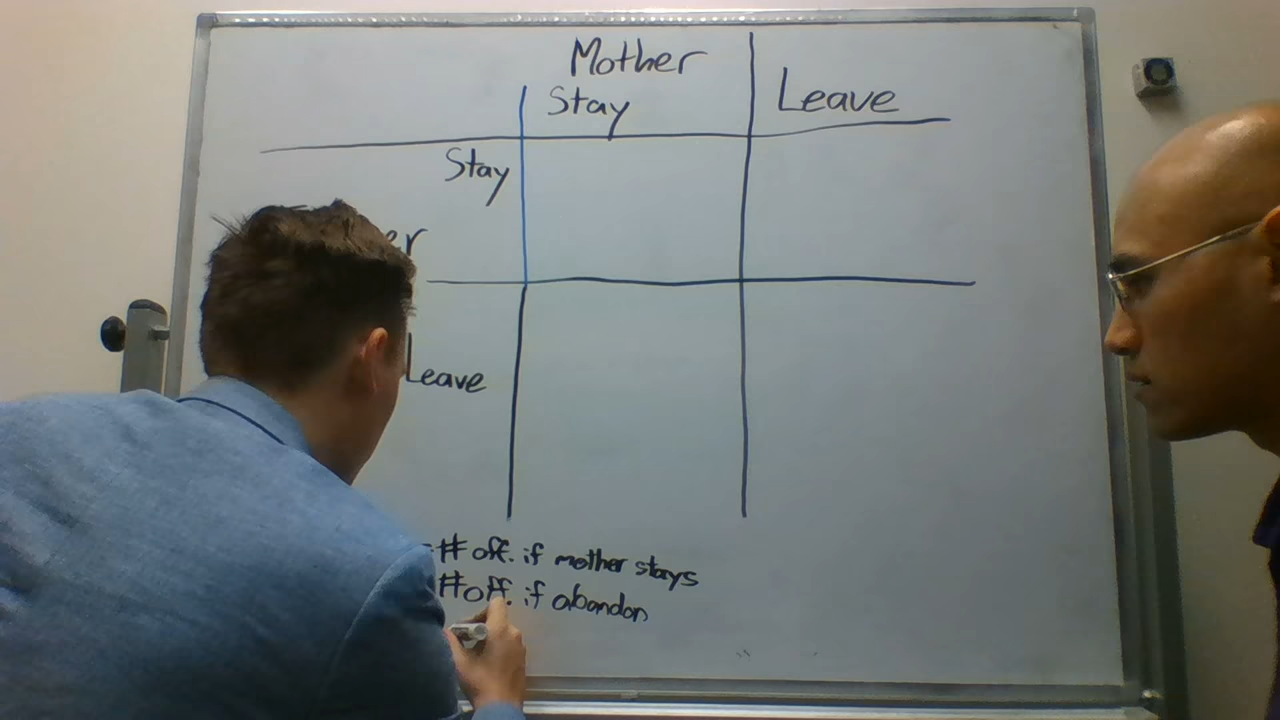 Mother
Stay Leave
Stay
er
Leave
# off. if mother stays
# off. if abandon